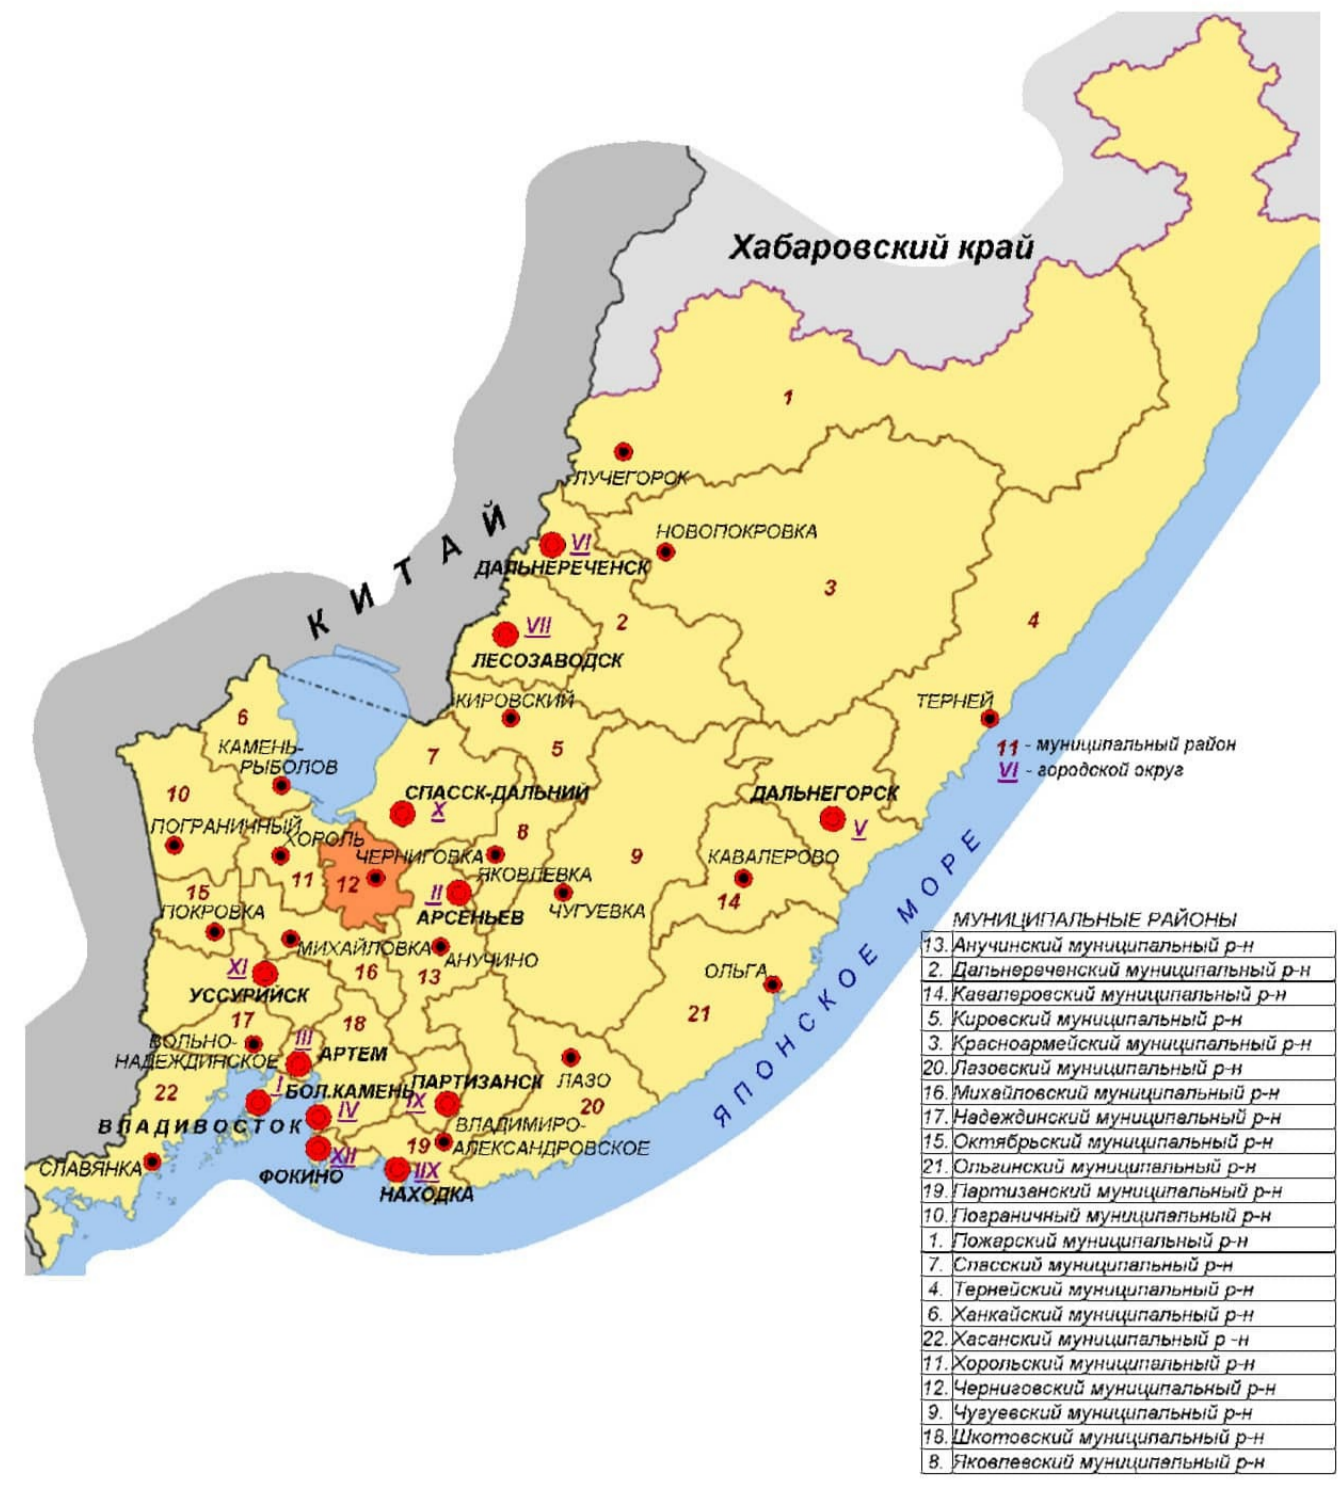 Хабаровский край
1
ЛУЧЕГОРОК
КИТАЙ
НОВОПОКРОВКА
VI
ДАЛЬНЕРЕЧЕНСК
3
2
4
VII
ЛЕСОЗАВОДСК
КИРОВСКИЙ
ТЕРНЕЙ
6
КАМЕНЬ-
РЫБОЛОВ
7
5
11 - муниципальный район
VI - городской округ
10
СПАССК-ДАЛЬНИЙ
X
ДАЛЬНЕГОРСК
V
ПОГРАНИЧНЫЙ
ХОРОЛЬ
8
ЧЕРНИГОВКА
9
КАВАЛЕРОВО
ЯКОВЛЕВКА
15
11
12
II
14
ПОКРОВКА
АРСЕНЬЕВ
ЧУГУЕВКА
МИХАЙЛОВКА
АНУЧИНО
XI
16
13
ОЛЬГА
УССУРИЙСК
17
18
21
ВОЛЬНО-
НАДЕЖДИНСКОЕ
III
АРТЕМ
ЯПОНСКОЕ МОРЕ
22
I
БОЛ.КАМЕНЬ
ПАРТИЗАНСК
ЛАЗО
IV
IX
20
ВЛАДИВОСТОК
ВЛАДИМИРО-
АЛЕКСАНДРОВСКОЕ
19
СЛАВЯНКА
XII
ФОКИНО
IIX
НАХОДКА
МУНИЦИПАЛЬНЫЕ РАЙОНЫ
13. Анучинский муниципальный р-н
2. Дальнереченский муниципальный р-н
14. Кавалеровский муниципальный р-н
5. Кировский муниципальный р-н
3. Красноармейский муниципальный р-н
20. Лазовский муниципальный р-н
16. Михайловский муниципальный р-н
17. Надеждинский муниципальный р-н
15. Октябрьский муниципальный р-н
21. Ольгинский муниципальный р-н
19. Партизанский муниципальный р-н
10. Пограничный муниципальный р-н
1. Пожарский муниципальный р-н
7. Спасский муниципальный р-н
4. Тернейский муниципальный р-н
6. Ханкайский муниципальный р-н
22. Хасанский муниципальный р -н
11. Хорольский муниципальный р-н
12. Черниговский муниципальный р-н
9. Чугуевский муниципальный р-н
18. Шкотовский муниципальный р-н
8. Яковлевский муниципальный р-н